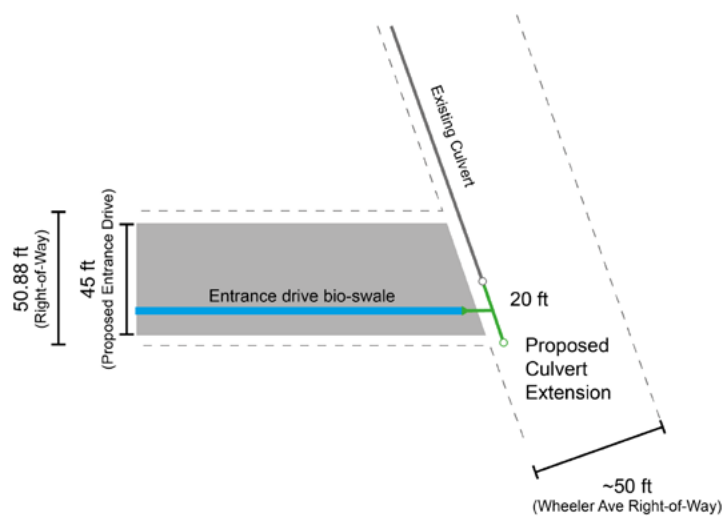 Existing Culvert
50.88 ft
(Right-of-Way)
45 ft
(Proposed Entrance Drive)
Entrance drive bio-swale
20 ft
Proposed
Culvert
Extension
~50 ft
(Wheeler Ave Right-of-Way)